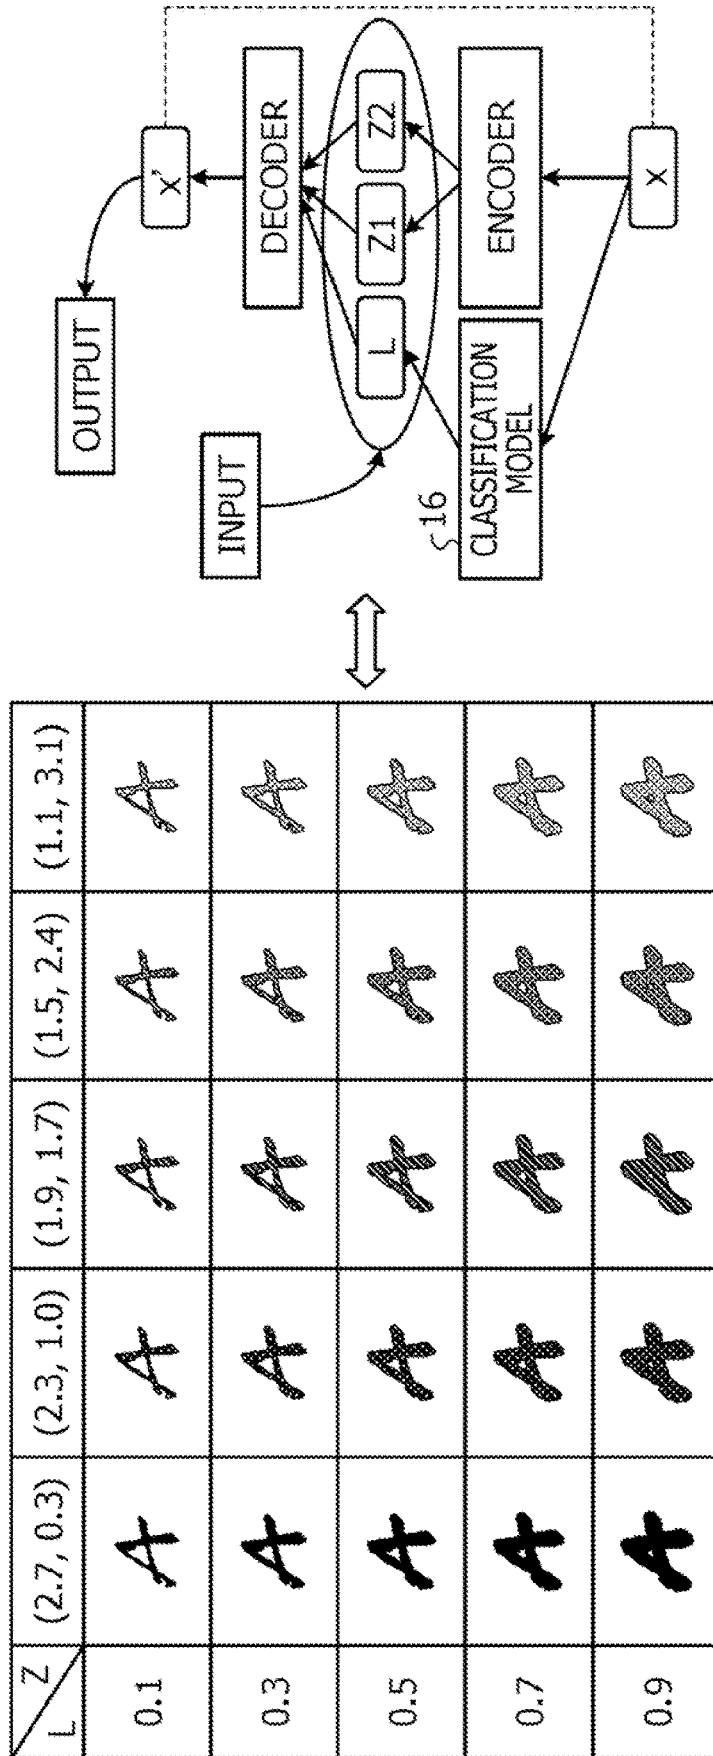 L Z (2.7, 0.3) (2.3, 1.0) (1.9, 1.7) (1.5, 2.4) (1.1, 3.1)
0.1 A A A A A
0.3 A A A A A
0.5 A A A A A
0.7 A A A A A
0.9 A A A A A
OUTPUT
X'
INPUT
DECODER
L Z1 Z2
16
CLASSIFICATION
MODEL
ENCODER
X